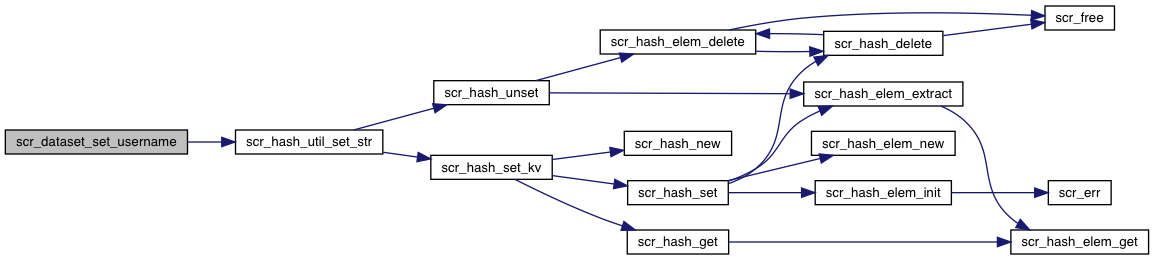 scr_dataset_set_username
scr_hash_util_set_str
scr_hash_unset
scr_hash_set_kv
scr_hash_elem_delete
scr_hash_new
scr_hash_set
scr_hash_get
scr_hash_delete
scr_hash_elem_extract
scr_hash_elem_new
scr_hash_elem_init
scr_free
scr_err
scr_hash_elem_get